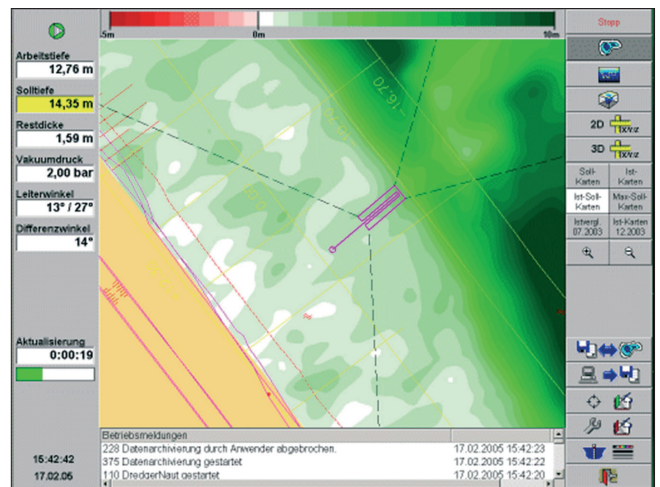 5m 0m 10m
Arbeitstiefe
12,76 m
Solltiefe
14,35 m
Restdicke
1,59 m
Vakuumdruck
2,00 bar
Leiterwinkel
13° / 27°
Differenzwinkel
14°
Aktualisierung
0:00:19
15:42:42
17.02.05
-16,70
Betriebsmeldungen
228 Datenarchivierung durch Anwender abgebrochen. 17.02.2005 15:42:23
375 Datenarchivierung gestartet 17.02.2005 15:42:22
110 DredgerNaut gestartet 17.02.2005 15:42:20
Stopp
2D
3D
Soll-
Karten
Ist-
Karten
Ist-Soll-
Karten
Max-Soll-
Karten
Istvergl.
07.2003
Ist-Karten
12.2003